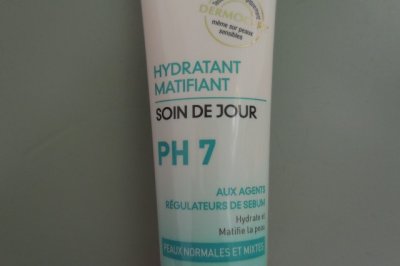 DERMO
même sur peaux
sensibles
HYDRATANT
MATIFIANT
SOIN DE JOUR
PH 7
AUX AGENTS
RÉGULATEURS DE SEBUM
Hydrate et
Matifie la peau
PEAUX NORMALES ET MIXTES